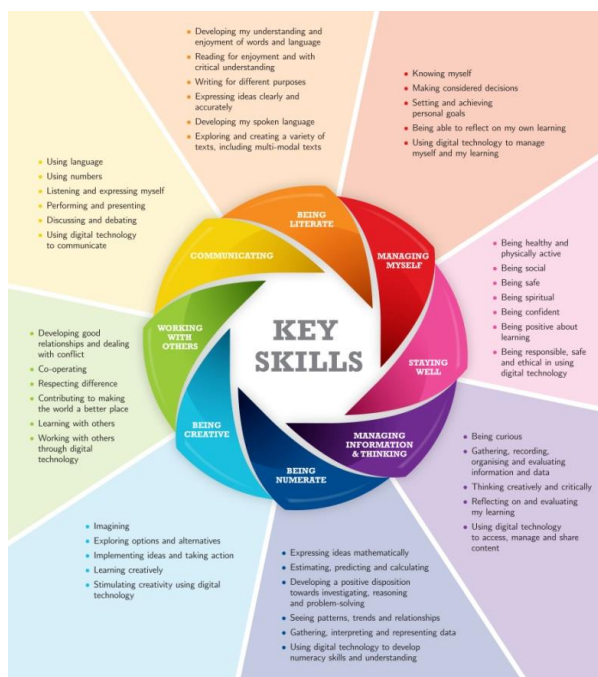 KEY
SKILLS
BEING
LITERATE
• Developing my understanding and
enjoyment of words and language
• Reading for enjoyment and with
critical understanding
• Writing for different purposes
• Expressing ideas clearly and
accurately
• Developing my spoken language
• Exploring and creating a variety of
texts, including multi-modal texts
MANAGING
MYSELF
• Knowing myself
• Making considered decisions
• Setting and achieving
personal goals
• Being able to reflect on my own learning
• Using digital technology to manage
myself and my learning
STAYING
WELL
• Being healthy and
physically active
• Being social
• Being safe
• Being spiritual
• Being confident
• Being positive about
learning
• Being responsible, safe
and ethical in using
digital technology
MANAGING
INFORMATION
& THINKING
• Being curious
• Gathering, recording,
organising and evaluating
information and data
• Thinking creatively and critically
• Reflecting on and evaluating
my learning
• Using digital technology
to access, manage and share
content
BEING
NUMERATE
• Expressing ideas mathematically
• Estimating, predicting and calculating
• Developing a positive disposition
towards investigating, reasoning
and problem-solving
• Seeing patterns, trends and relationships
• Gathering, interpreting and representing data
• Using digital technology to develop
numeracy skills and understanding
BEING
CREATIVE
• Imagining
• Exploring options and alternatives
• Implementing ideas and taking action
• Learning creatively
• Stimulating creativity using digital
technology
WORKING
WITH
OTHERS
• Developing good
relationships and dealing
with conflict
• Co-operating
• Respecting difference
• Contributing to making
the world a better place
• Learning with others
• Working with others
through digital
technology
COMMUNICATING
• Using language
• Using numbers
• Listening and expressing myself
• Performing and presenting
• Discussing and debating
• Using digital technology
to communicate